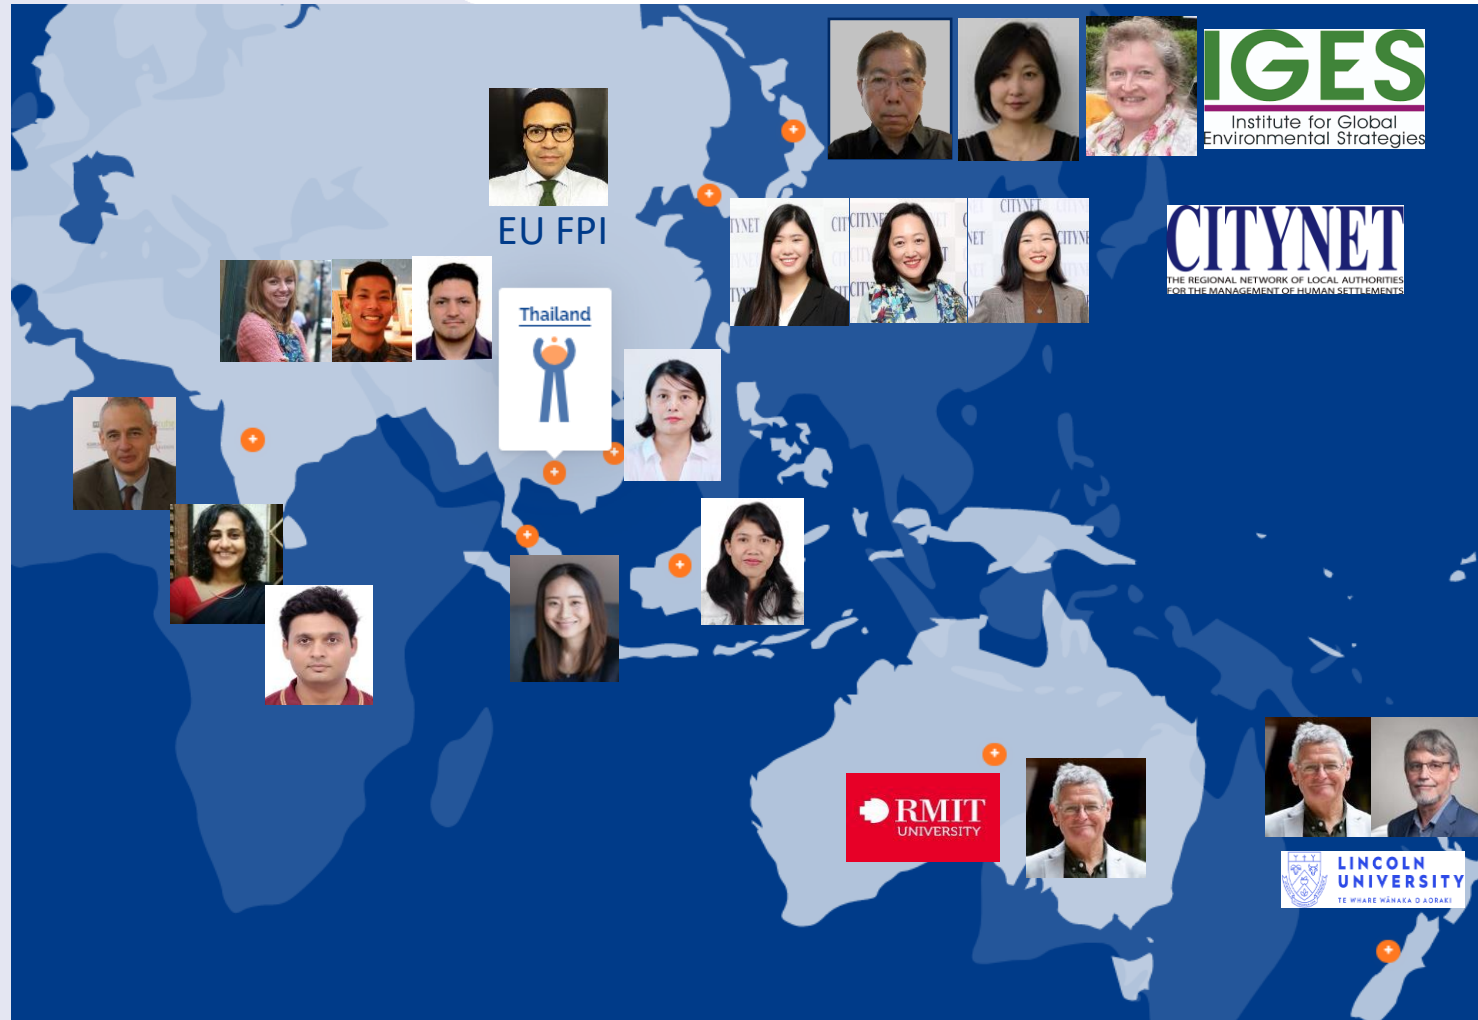 IGES
Institute for Global
Environmental Strategies
EU FPI
CITYNET
THE REGIONAL NETWORK OF LOCAL AUTHORITIES
FOR THE MANAGEMENT OF HUMAN SETTLEMENTS
Thailand
RMIT
UNIVERSITY
LINCOLN
UNIVERSITY
TE WHARE WĀNAKA O AORAKI